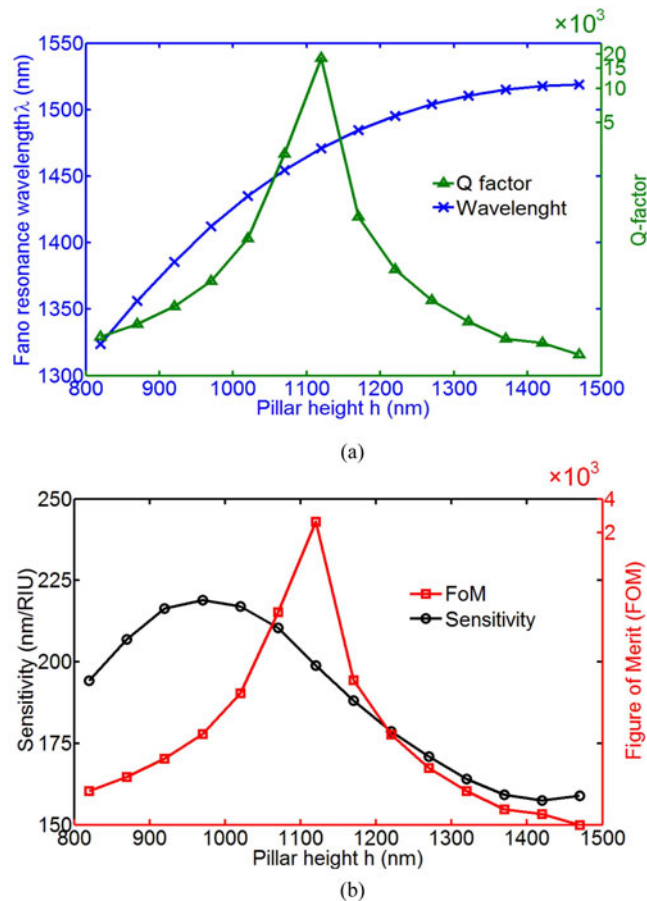 ×10³
1550
1500
1450
1400
1350
1300
Fano resonance wavelengthλ (nm)
20
15
10
5
Q-factor
Q factor
Wavelenght
800 900 1000 1100 1200 1300 1400 1500
Pillar height h (nm)
(a)
×10³
250
225
200
175
150
Sensitivity (nm/RIU)
4
2
Figure of Merit (FOM)
FoM
Sensitivity
800 900 1000 1100 1200 1300 1400 1500
Pillar height h (nm)
(b)